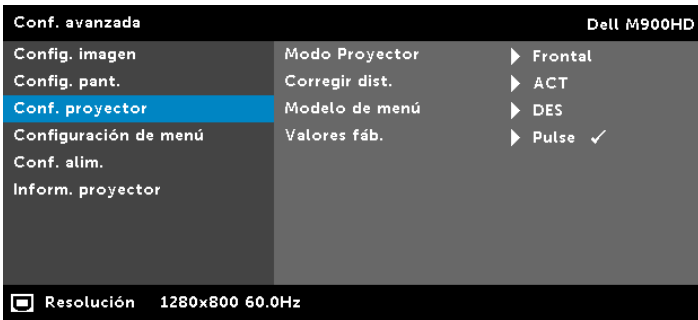 Conf. avanzada Dell M900HD
Config. imagen Modo Proyector Frontal
Config. pant. Corregir dist. ACT
Conf. proyector Modelo de menú DES
Configuración de menú Valores fáb. Pulse ✓
Conf. alim.
Inform. proyector
Resolución 1280x800 60.0Hz